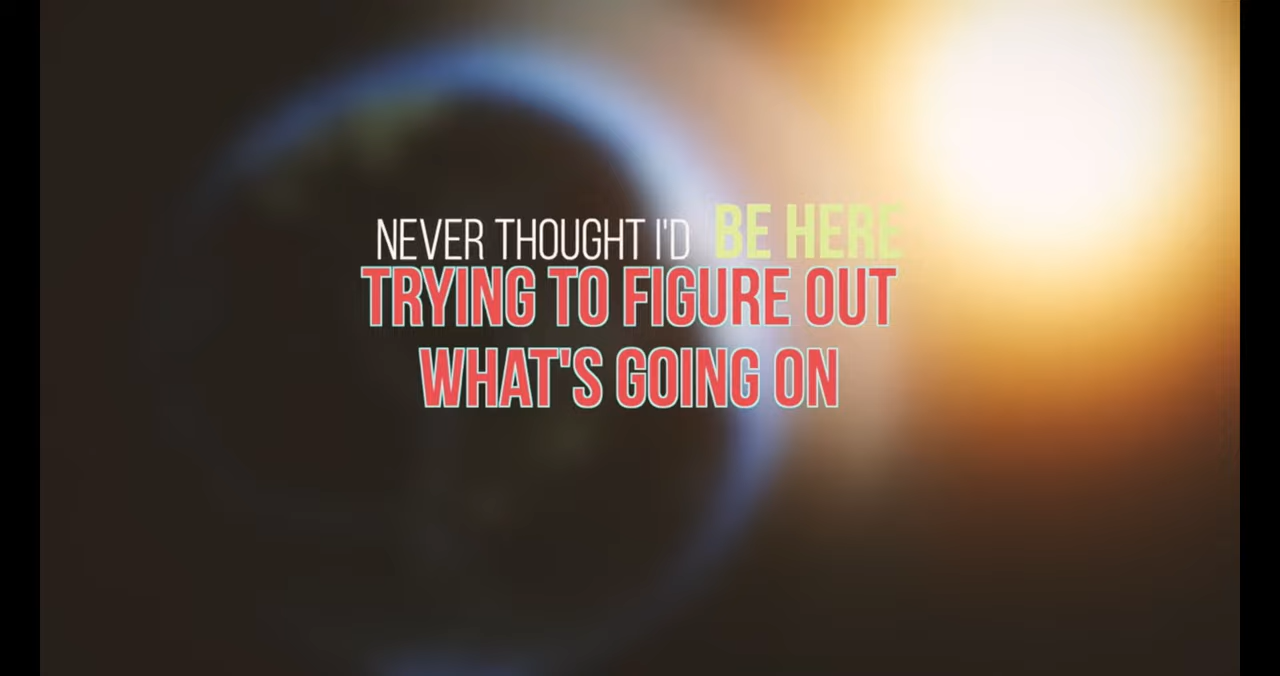 NEVER THOUGHT I'D BE HERE
TRYING TO FIGURE OUT
WHAT'S GOING ON